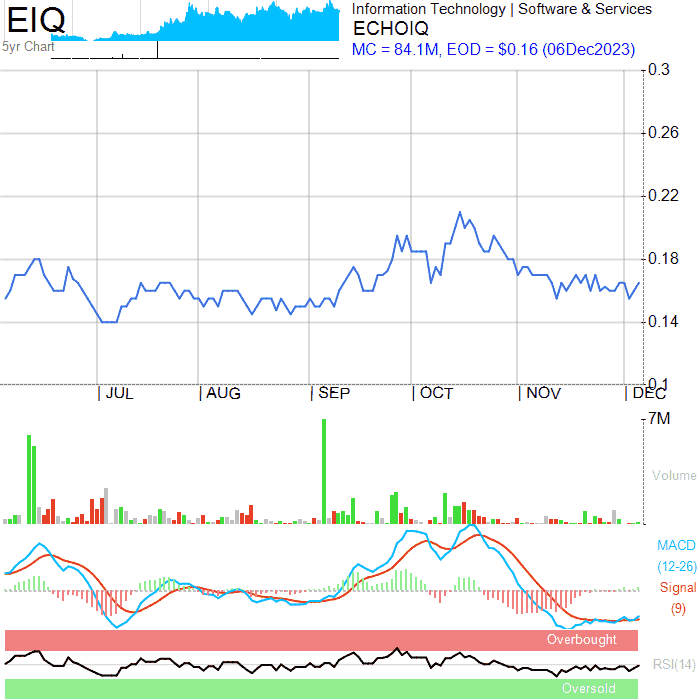 EIQ
5yr Chart
Information Technology | Software & Services
ECHOIQ
MC = 84.1M, EOD = $0.16 (06Dec2023)
0.3
0.26
0.22
0.18
0.14
0.1
| JUL | AUG | SEP | OCT | NOV | DEC
7M
Volume
MACD
(12-26)
Signal
(9)
Overbought
RSI(14)
Oversold